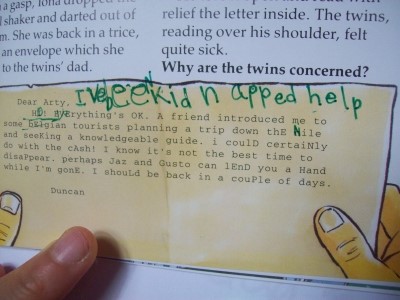 a gasp, Iona dropped the
l shaker and darted out of
m. She was back in a trice,
an envelope which she
to the twins' dad.
relief the letter inside. The twins,
reading over his shoulder, felt
quite sick.
Why are the twins concerned?
I've been kid n apped help
Dear Arty,
everything's OK. A friend introduced me to
some bElgian tourists planning a trip down thE Nile
and seeKing a knowledgeable guide. i coulD certaiNly
do with the cAsh! I know it's not the best time to
disaPpear. perhaps Jaz and Gusto can lEnD you a Hand
while I'm gonE. I shouLd be back in a couPle of days.
Duncan